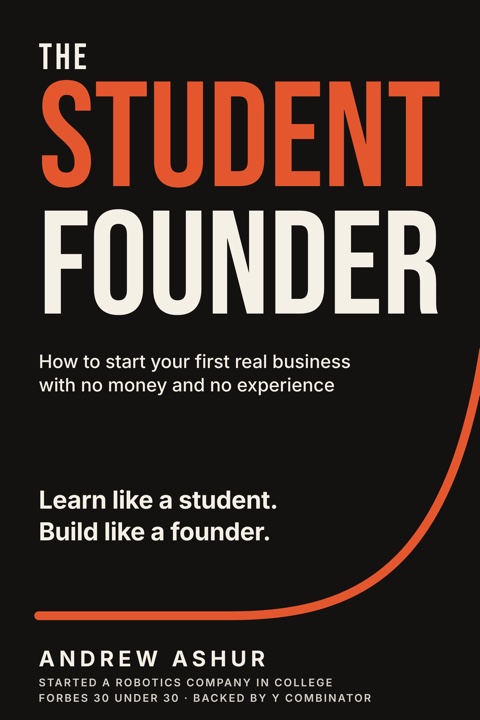 THE
STUDENT
FOUNDER
How to start your first real business
with no money and no experience
Learn like a student.
Build like a founder.
ANDREW ASHUR
STARTED A ROBOTICS COMPANY IN COLLEGE
FORBES 30 UNDER 30 · BACKED BY Y COMBINATOR